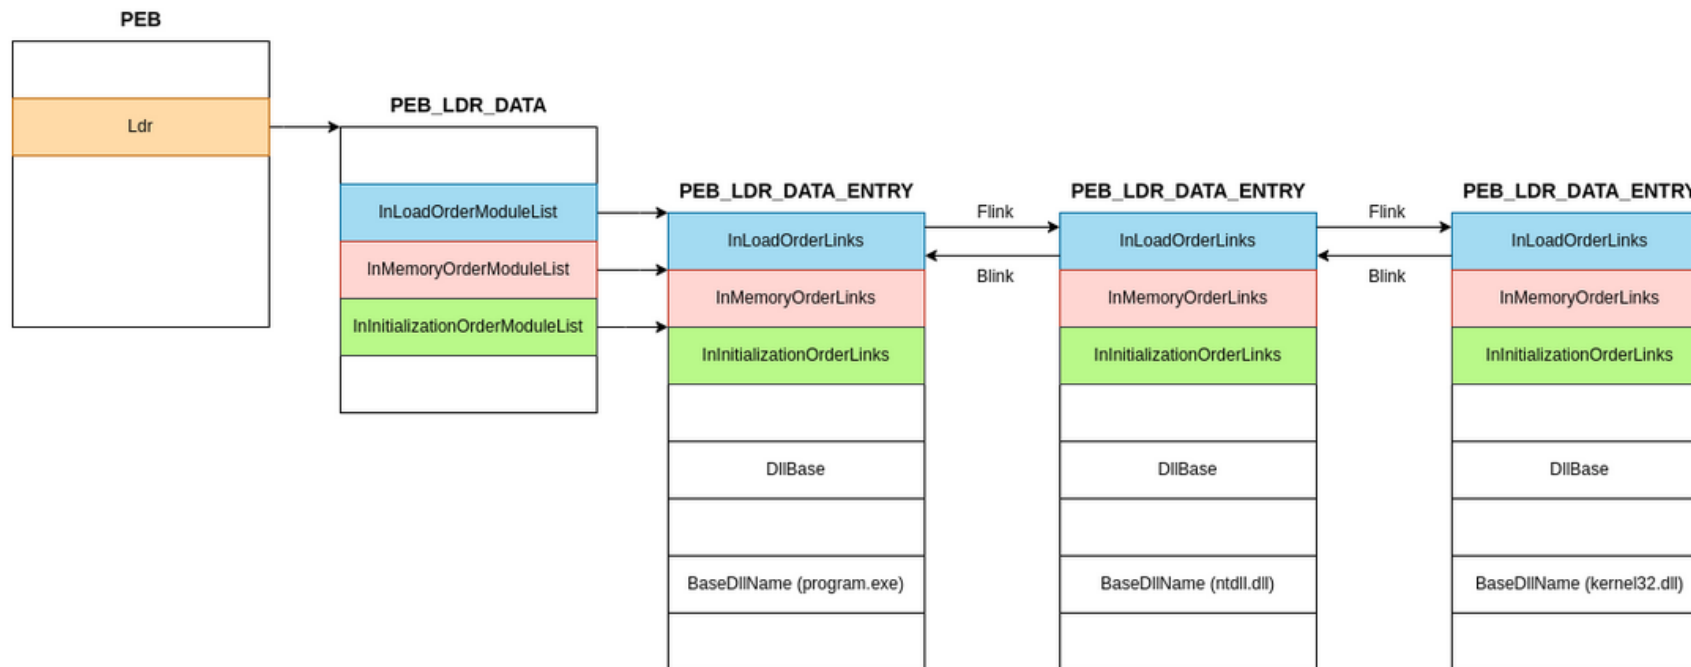 PEB
Ldr
PEB_LDR_DATA
InLoadOrderModuleList
InMemoryOrderModuleList
InInitializationOrderModuleList
PEB_LDR_DATA_ENTRY
InLoadOrderLinks
InMemoryOrderLinks
InInitializationOrderLinks
DllBase
BaseDllName (program.exe)
Flink
Blink
PEB_LDR_DATA_ENTRY
InLoadOrderLinks
InMemoryOrderLinks
InInitializationOrderLinks
DllBase
BaseDllName (ntdll.dll)
Flink
Blink
PEB_LDR_DATA_ENTRY
InLoadOrderLinks
InMemoryOrderLinks
InInitializationOrderLinks
DllBase
BaseDllName (kernel32.dll)